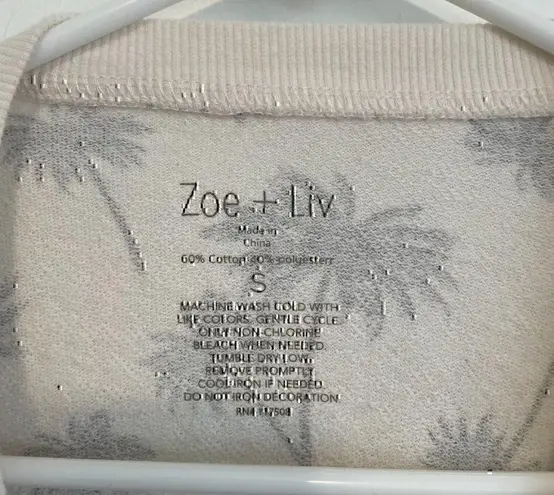 Zoe + Liv
Made in
China
60% Cotton 40% polyester
S
MACHINE WASH COLD WITH
LIKE COLORS. GENTLE CYCLE.
ONLY NON-CHLORINE
BLEACH WHEN NEEDED.
TUMBLE DRY LOW.
REMOVE PROMPTLY
COOL IRON IF NEEDED.
DO NOT IRON DECORATION